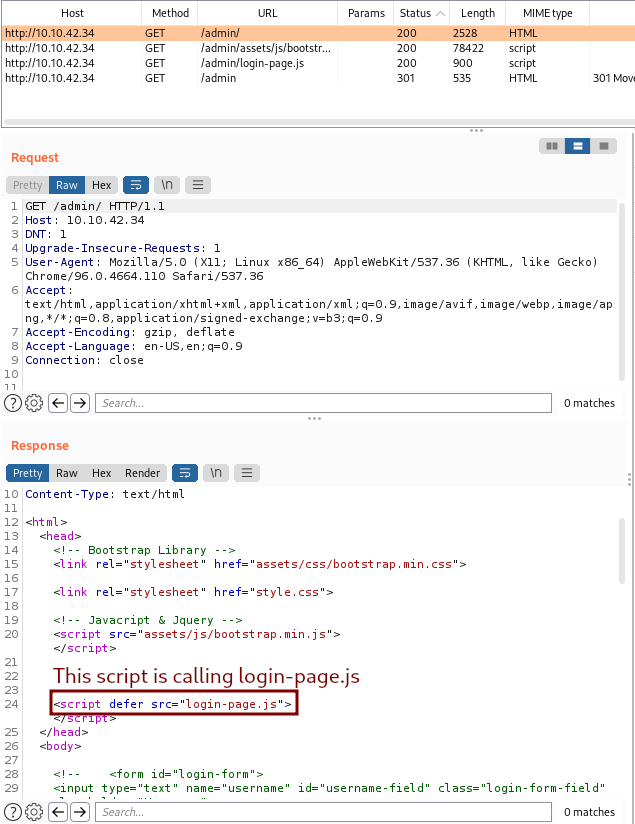 Host Method URL Params Status Length MIME type
http://10.10.42.34 GET /admin/ 200 2528 HTML
http://10.10.42.34 GET /admin/assets/js/bootstr... 200 78422 script
http://10.10.42.34 GET /admin/login-page.js 200 900 script
http://10.10.42.34 GET /admin 301 535 HTML 301 Move
Request
Pretty Raw Hex \n
1 GET /admin/ HTTP/1.1
2 Host: 10.10.42.34
3 DNT: 1
4 Upgrade-Insecure-Requests: 1
5 User-Agent: Mozilla/5.0 (X11; Linux x86_64) AppleWebKit/537.36 (KHTML, like Gecko)
Chrome/96.0.4664.110 Safari/537.36
6 Accept:
text/html,application/xhtml+xml,application/xml;q=0.9,image/avif,image/webp,image/ap
ng,*/*;q=0.8,application/signed-exchange;v=b3;q=0.9
7 Accept-Encoding: gzip, deflate
8 Accept-Language: en-US,en;q=0.9
9 Connection: close
10
11
Search... 0 matches
Response
Pretty Raw Hex Render \n
10 Content-Type: text/html
11
12 <html>
13 <head>
14 <!-- Bootstrap Library -->
15 <link rel="stylesheet" href="assets/css/bootstrap.min.css">
16
17 <link rel="stylesheet" href="style.css">
18
19 <!-- Javacript & Jquery -->
20 <script src="assets/js/bootstrap.min.js">
</script>
21
22 This script is calling login-page.js
23
24 <script defer src="login-page.js">
</script>
25 </head>
26 <body>
27
28 <!-- <form id="login-form">
29 <input type="text" name="username" id="username-field" class="login-form-field"
Search... 0 matches